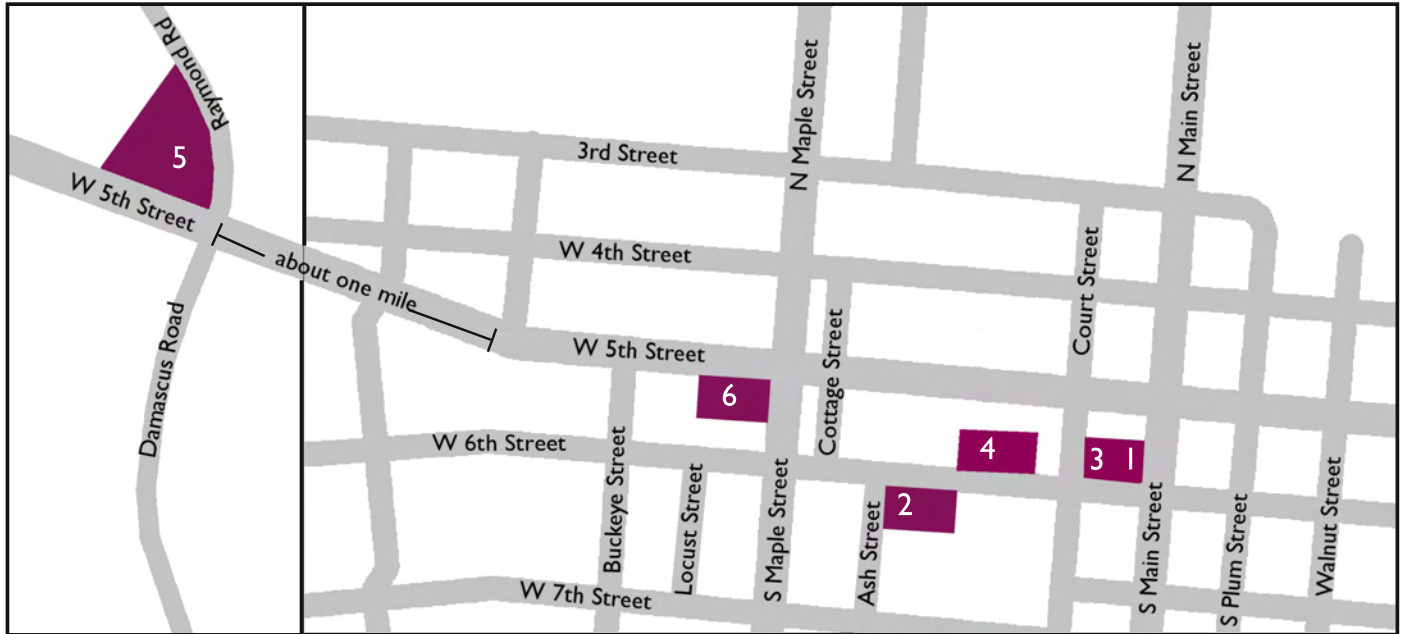 Raymond Rd
5
W 5th Street
about one mile
Damascus Road
3rd Street
N Maple Street
N Main Street
W 4th Street
Court Street
W 5th Street
Cottage Street
6
W 6th Street
4
3 1
2
Buckeye Street
Locust Street
S Maple Street
Ash Street
S Main Street
S Plum Street
Walnut Street
W 7th Street